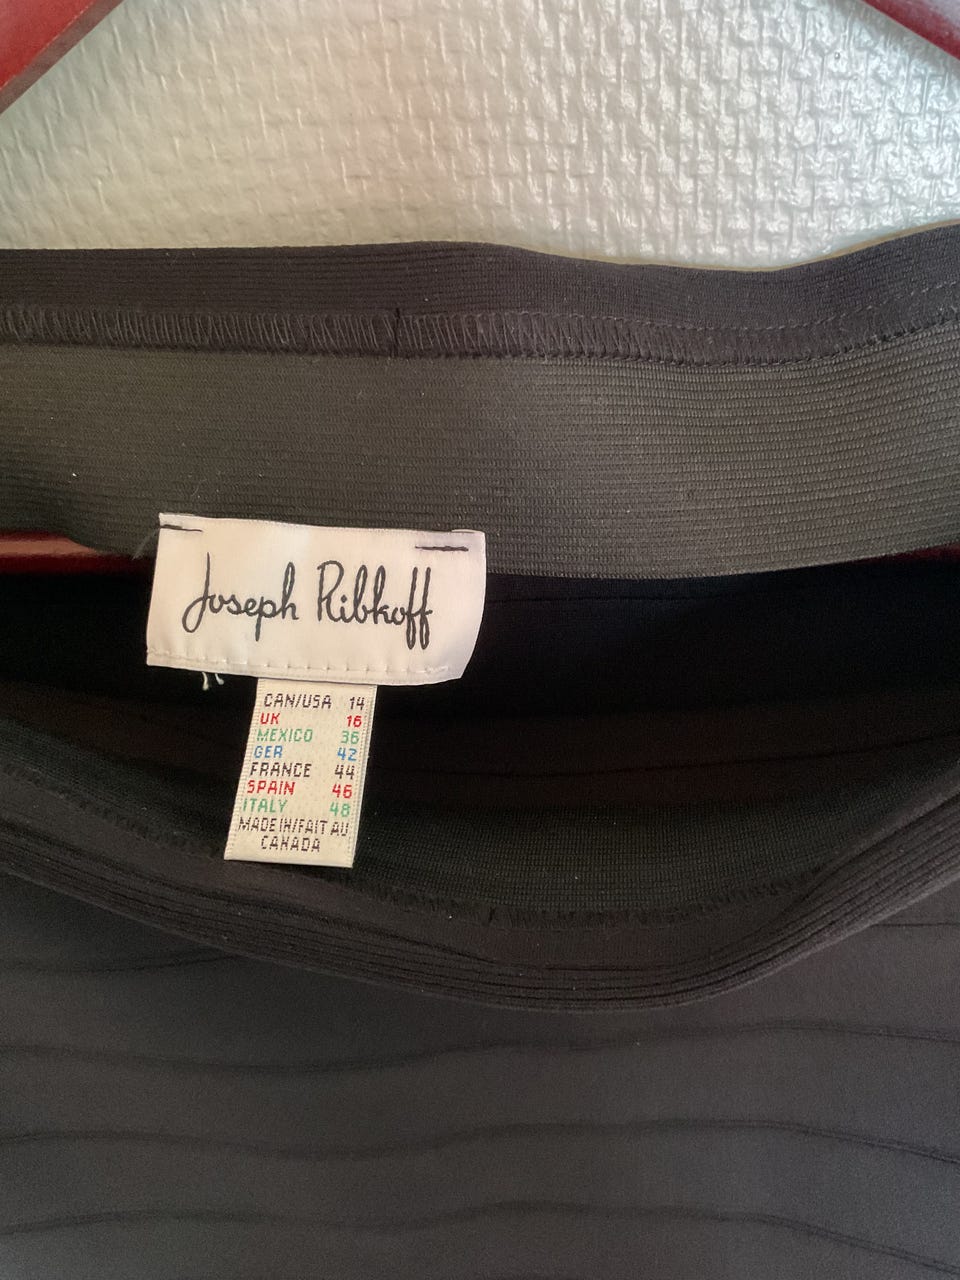 Joseph Ribkoff
CAN/USA 14
UK 16
MEXICO 36
GER 42
FRANCE 44
SPAIN 46
ITALY 48
MADE IN/FAIT AU
CANADA